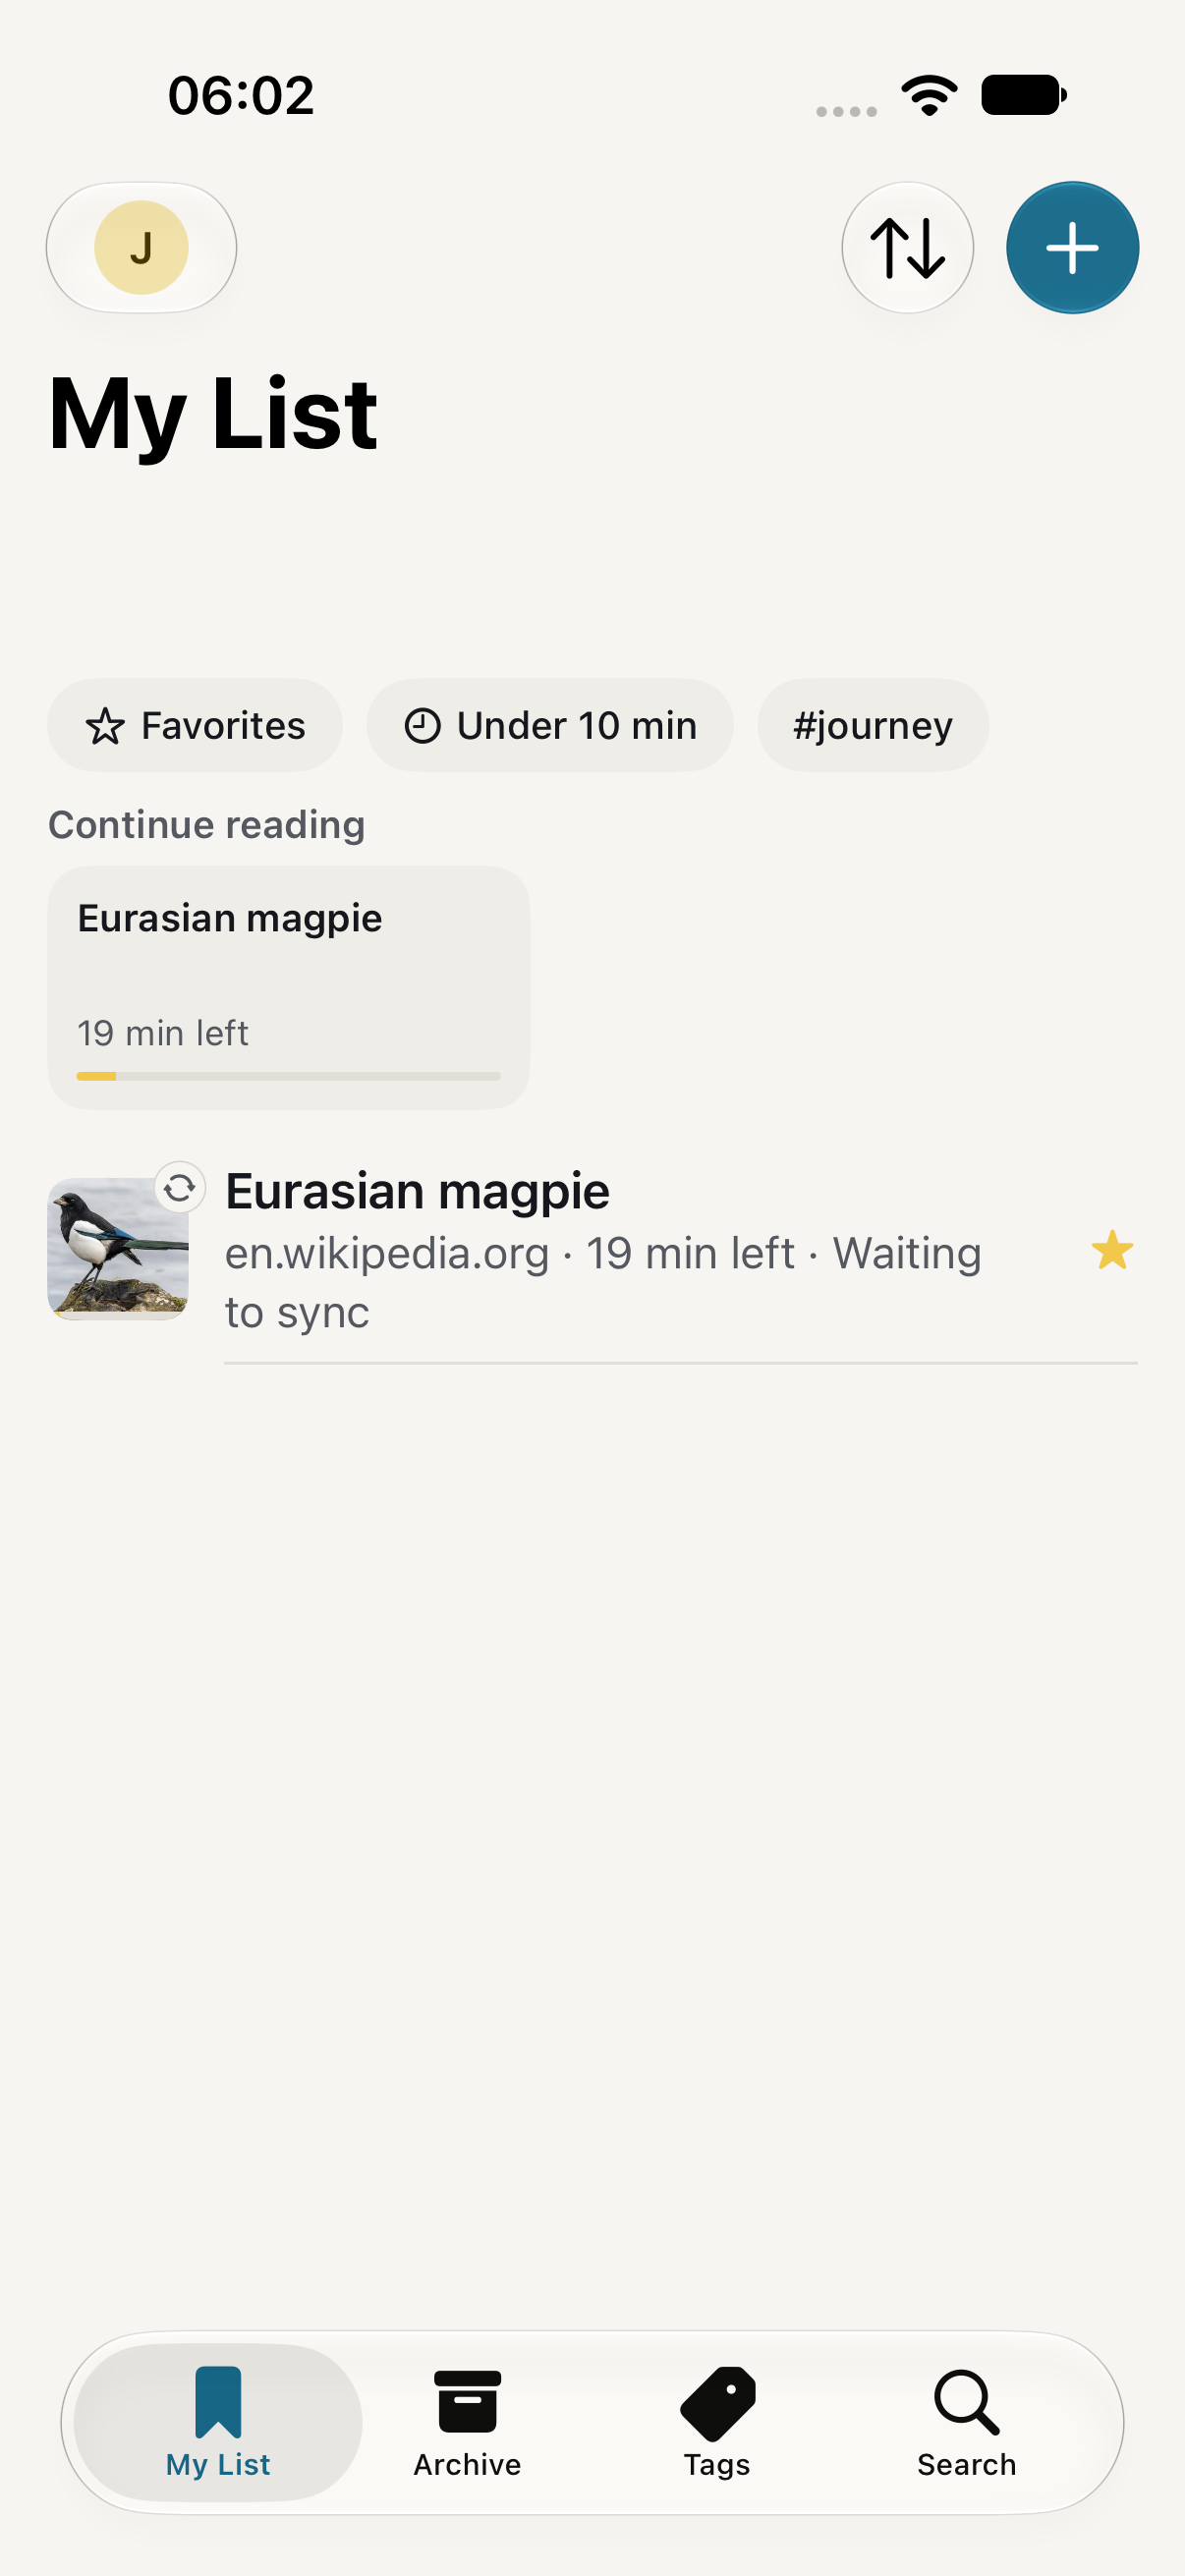 06:02
J
My List
Favorites
Under 10 min
#journey
Continue reading
Eurasian magpie
19 min left
Eurasian magpie
en.wikipedia.org · 19 min left · Waiting
to sync
My List
Archive
Tags
Search